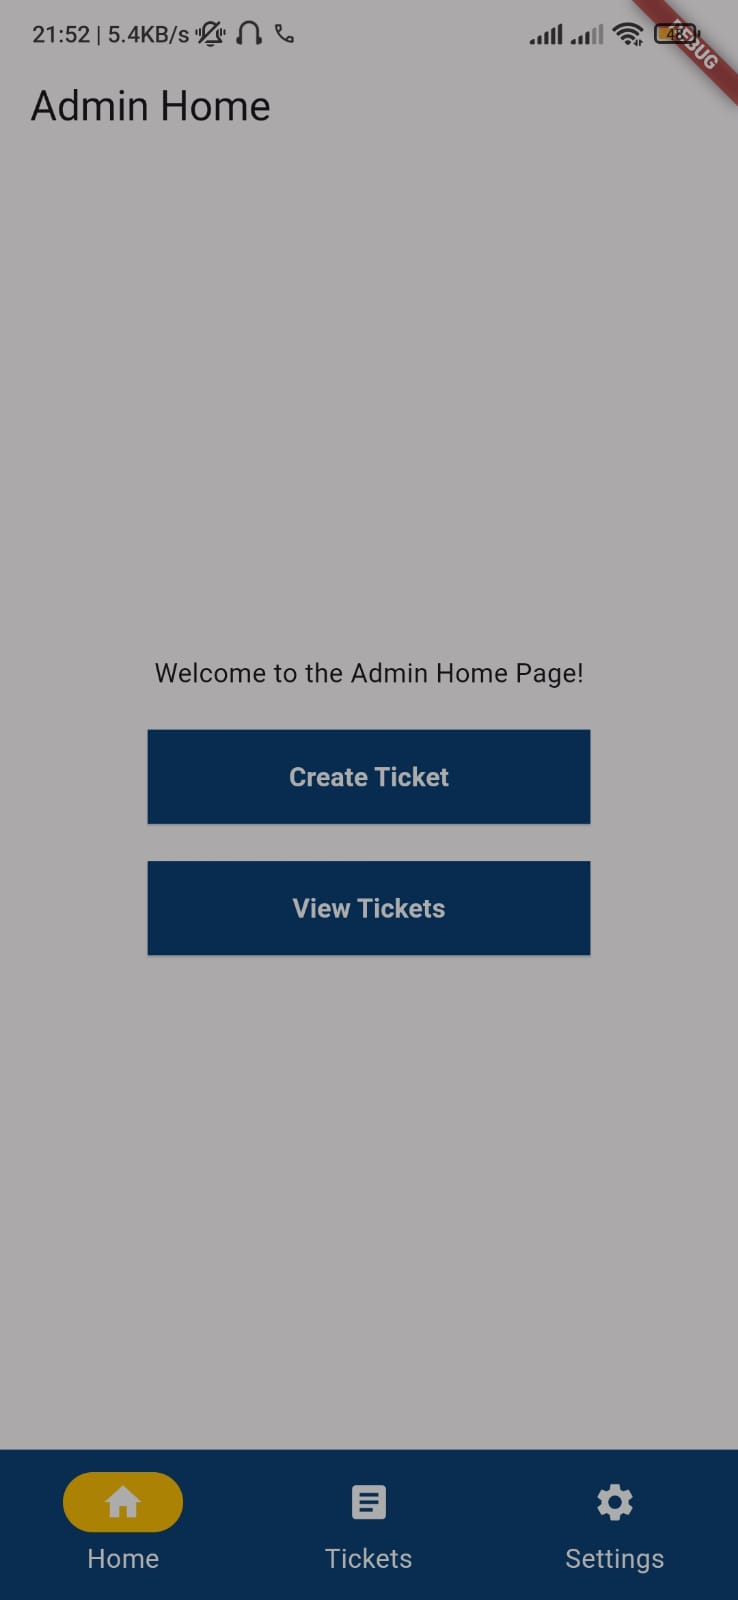 21:52 | 5.4KB/s
48
DEBUG
Admin Home
Welcome to the Admin Home Page!
Create Ticket
View Tickets
Home
Tickets
Settings